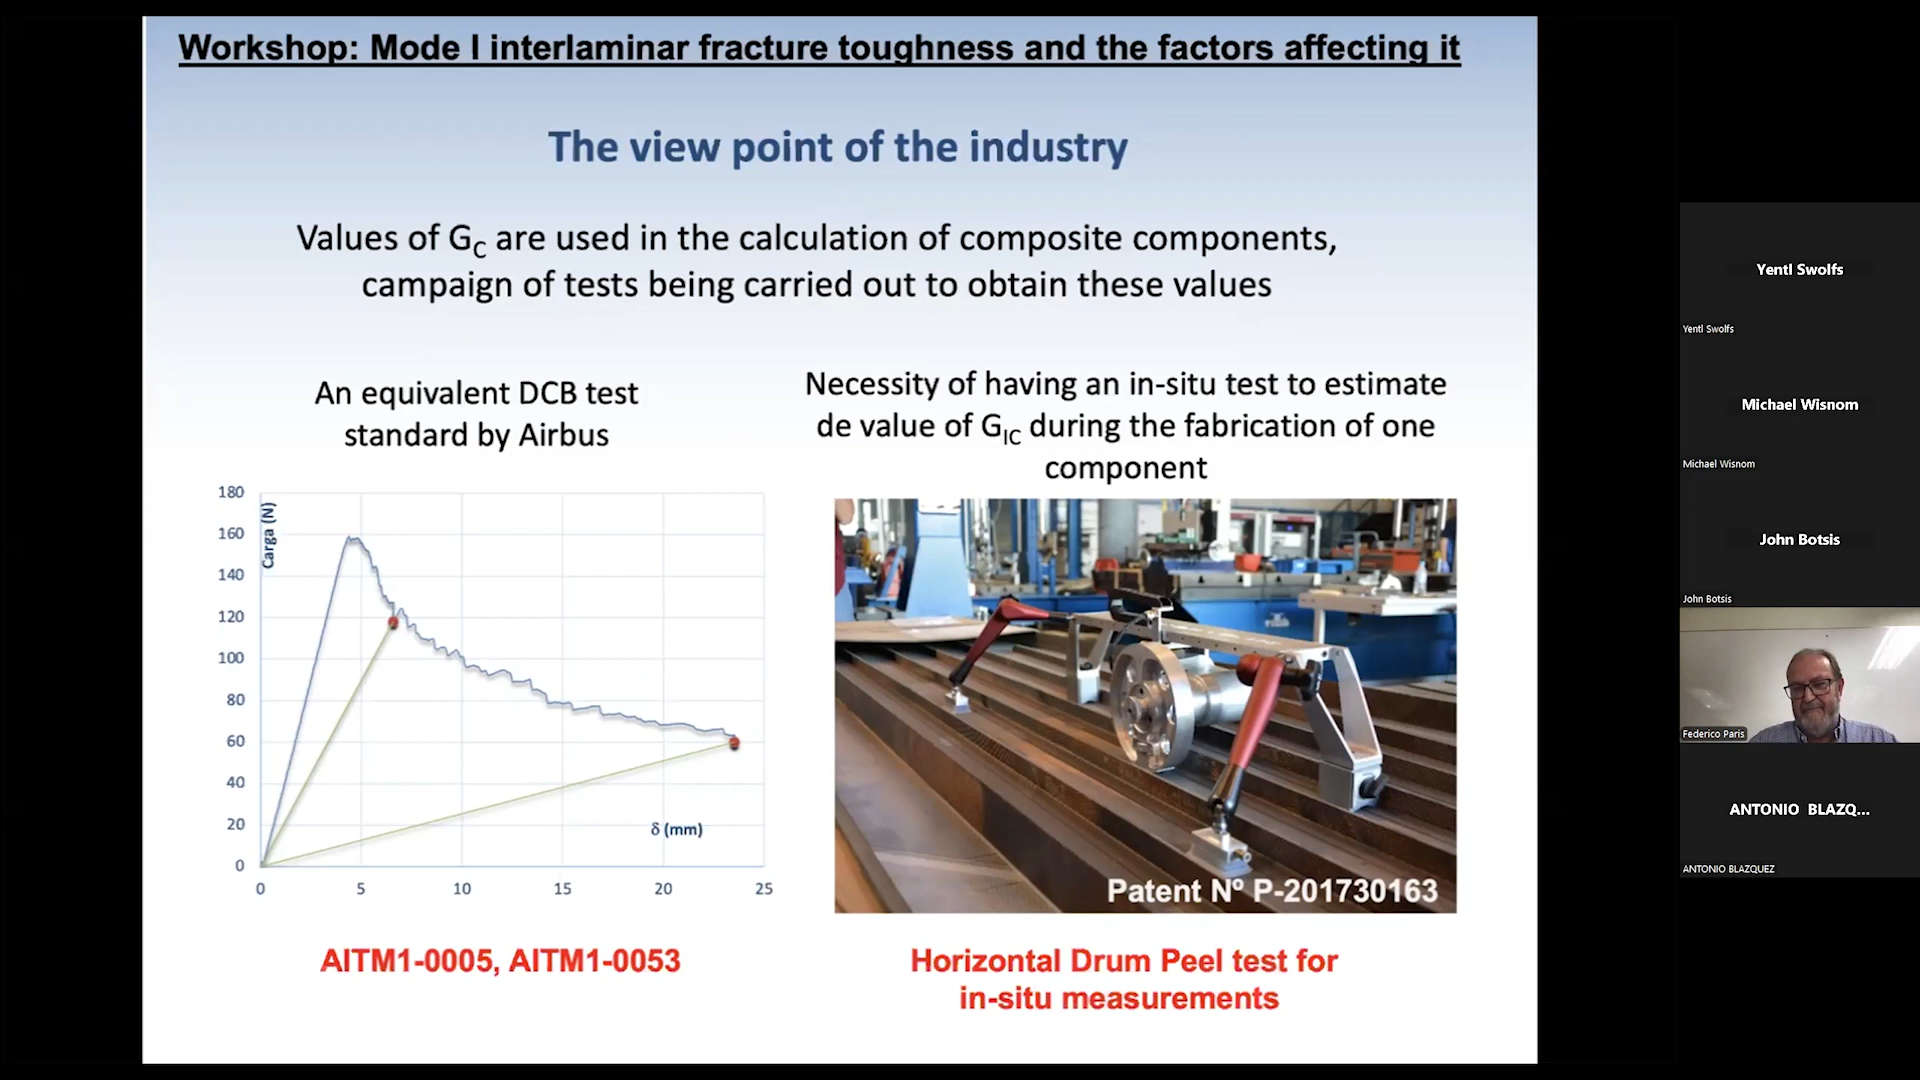 Workshop: Mode I interlaminar fracture toughness and the factors affecting it
The view point of the industry
Values of GC are used in the calculation of composite components,
campaign of tests being carried out to obtain these values
An equivalent DCB test
standard by Airbus
Necessity of having an in-situ test to estimate
de value of GIC during the fabrication of one
component
180
160
140
120
100
80
60
40
20
0
Carga (N)
δ (mm)
0
5
10
15
20
25
Patent Nº P-201730163
AITM1-0005, AITM1-0053
Horizontal Drum Peel test for
in-situ measurements
Yentl Swolfs
Yentl Swolfs
Michael Wisnom
Michael Wisnom
John Botsis
John Botsis
Federico Paris
ANTONIO BLAZQ...
ANTONIO BLAZQUEZ